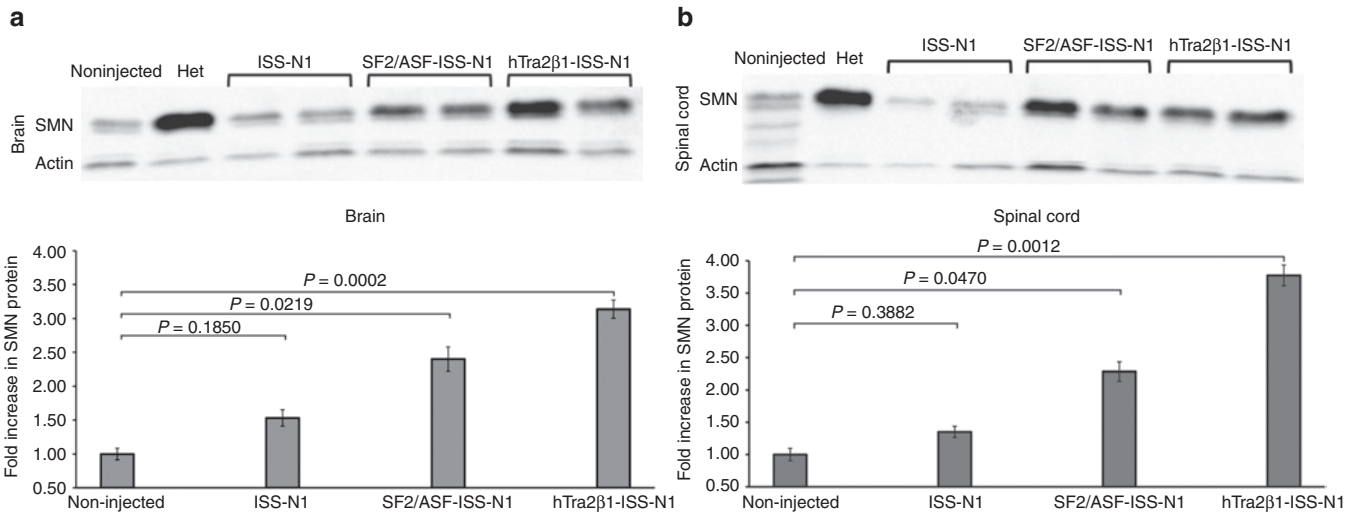 a
Noninjected Het ISS-N1 SF2/ASF-ISS-N1 hTra2β1-ISS-N1
Brain
SMN
Actin
Brain
Fold increase in SMN protein
4.00
3.50
3.00
2.50
2.00
1.50
1.00
0.50
P = 0.0002
P = 0.0219
P = 0.1850
Non-injected ISS-N1 SF2/ASF-ISS-N1 hTra2β1-ISS-N1
b
Noninjected Het ISS-N1 SF2/ASF-ISS-N1 hTra2β1-ISS-N1
Spinal cord
SMN
Actin
Spinal cord
Fold increase in SMN protein
4.00
3.50
3.00
2.50
2.00
1.50
1.00
0.50
P = 0.0012
P = 0.0470
P = 0.3882
Non-injected ISS-N1 SF2/ASF-ISS-N1 hTra2β1-ISS-N1